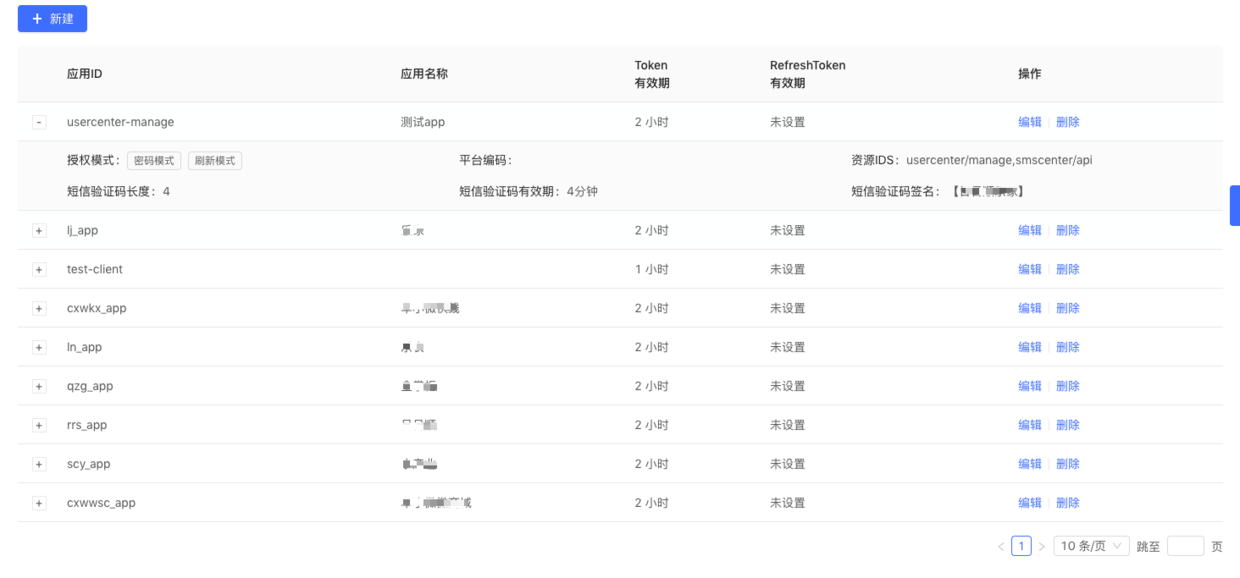 + 新建
应用ID 应用名称 Token 有效期 RefreshToken 有效期 操作
- usercenter-manage 测试app 2 小时 未设置 编辑 删除
授权模式： 密码模式 刷新模式 平台编码： 资源IDS：usercenter/manage,smscenter/api
短信验证码长度：4 短信验证码有效期：4分钟 短信验证码签名：【】
+ lj_app 2 小时 未设置 编辑 删除
+ test-client 1 小时 未设置 编辑 删除
+ cxwkx_app 2 小时 未设置 编辑 删除
+ ln_app 2 小时 未设置 编辑 删除
+ qzg_app 2 小时 未设置 编辑 删除
+ rrs_app 2 小时 未设置 编辑 删除
+ scy_app 2 小时 未设置 编辑 删除
+ cxwwsc_app 2 小时 未设置 编辑 删除
< 1 > 10 条/页 跳至 页